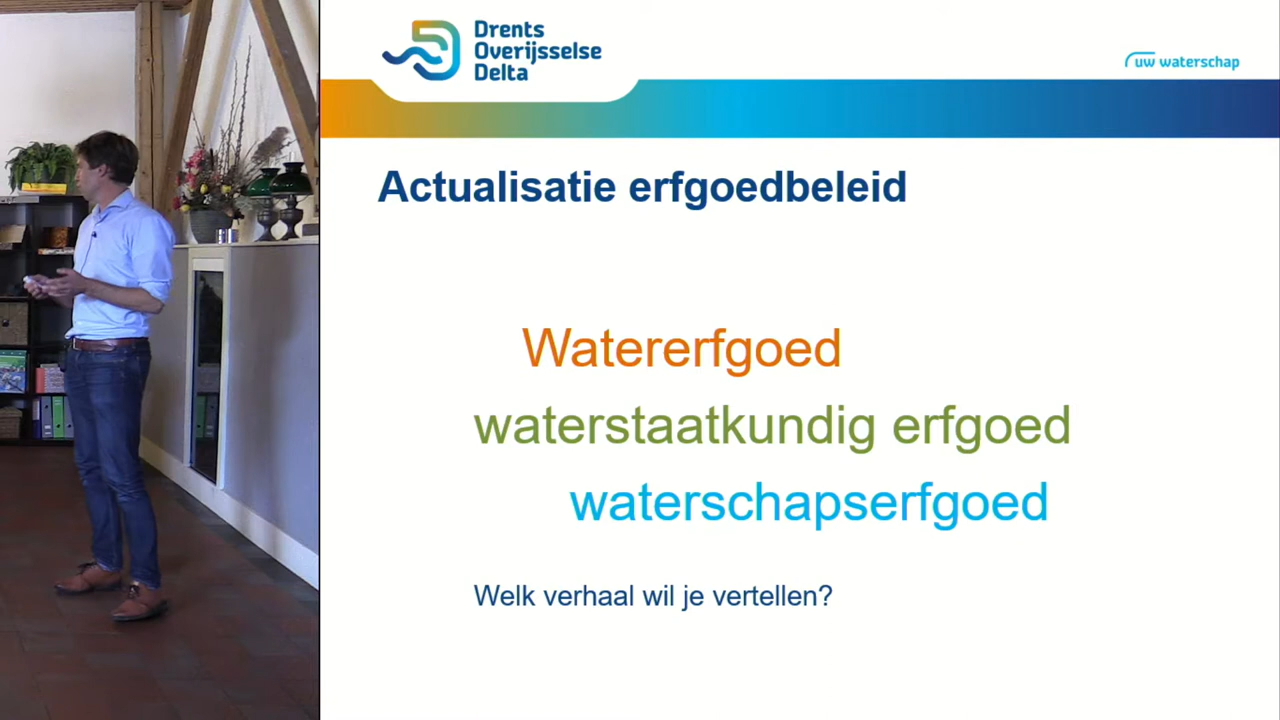 Drents
Overijsselse
Delta
uw waterschap
Actualisatie erfgoedbeleid
Watererfgoed
waterstaatkundig erfgoed
waterschapserfgoed
Welk verhaal wil je vertellen?